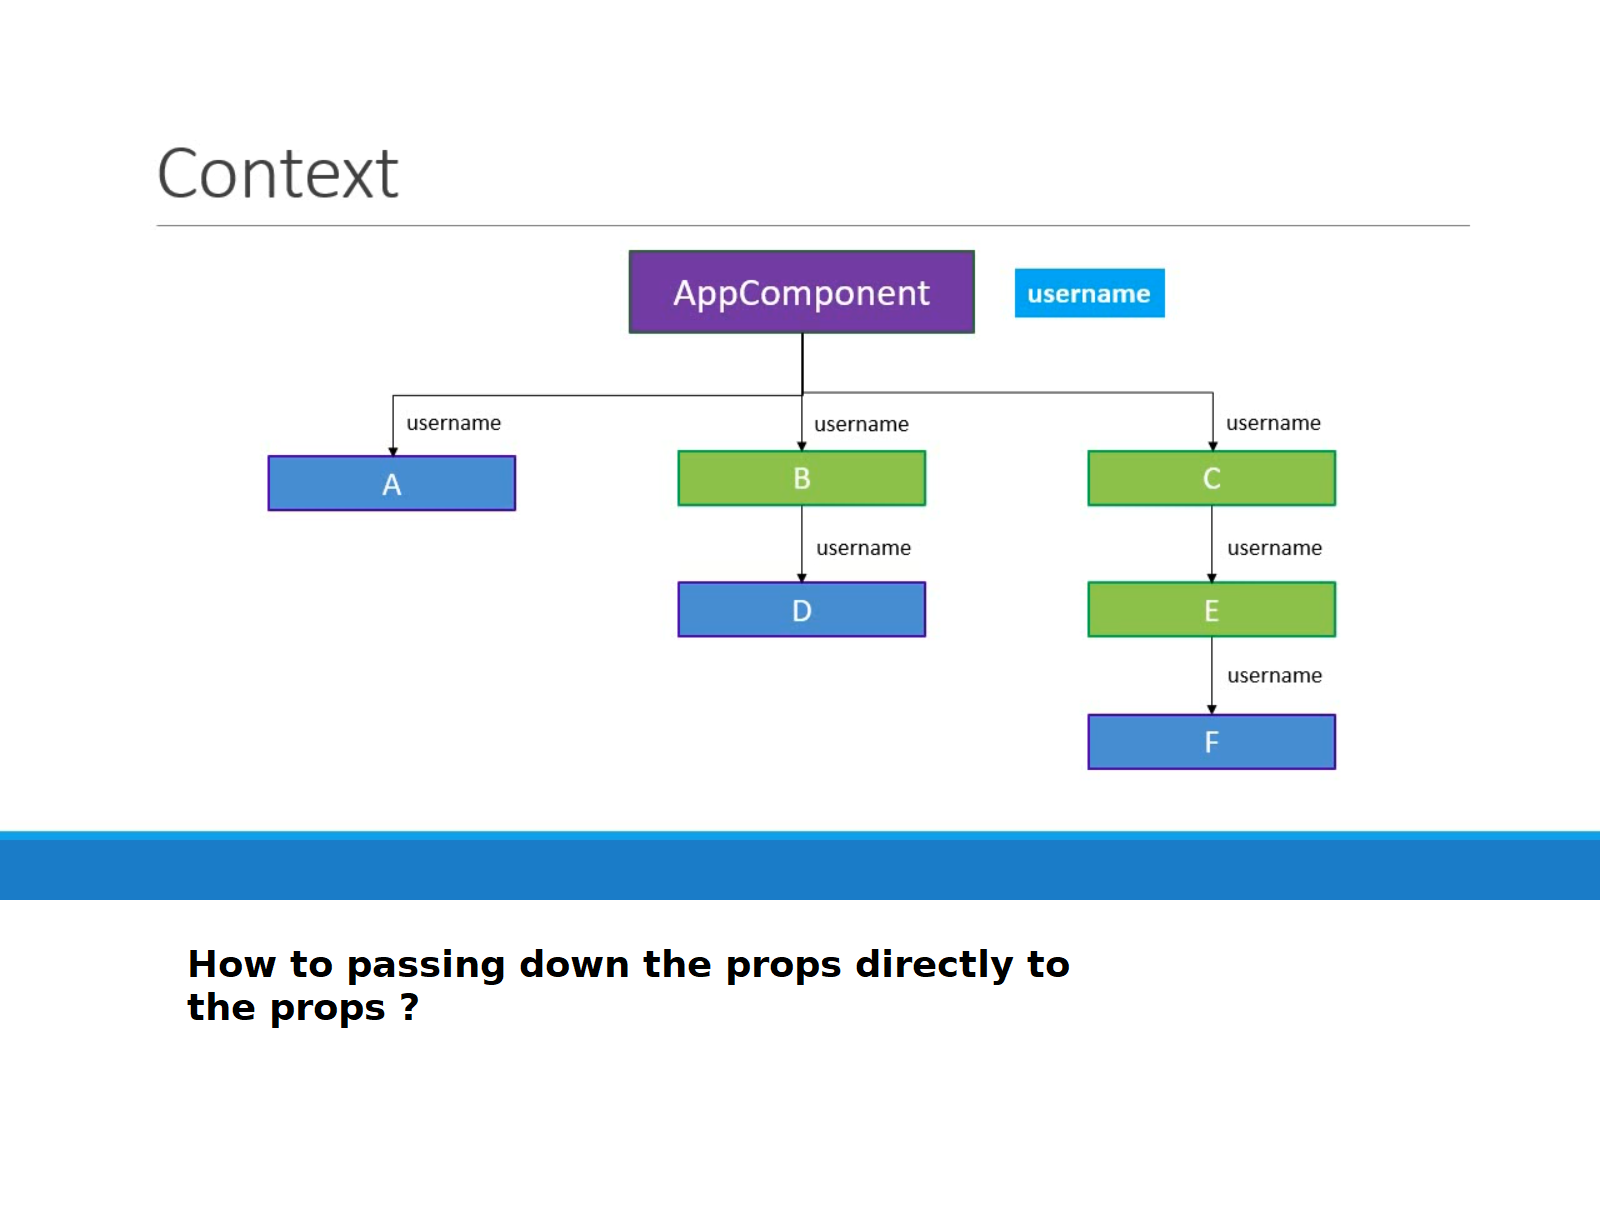 Context
AppComponent
username
username
username
username
A
B
C
username
username
D
E
username
F
How to passing down the props directly to
the props ?